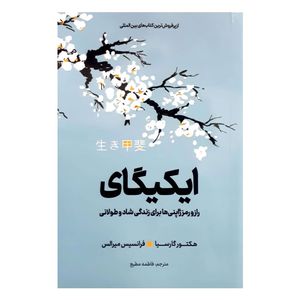 از پرفروش‌ترین کتاب‌های بین‌المللی
生き甲斐
ایکیگای
راز و رمز ژاپنی‌ها برای زندگی شاد و طولانی
هکتور گارسیا فرانسیس میرالس
مترجم: فاطمه مطیع